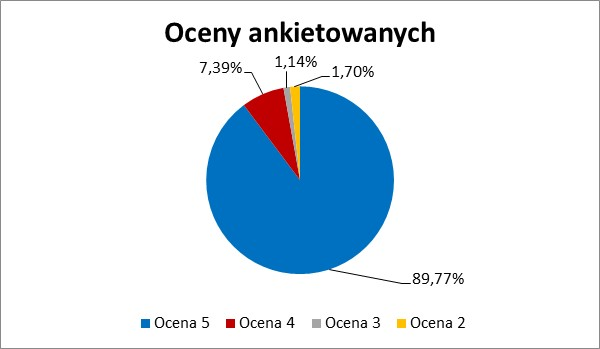 Oceny ankietowanych
1,14%
7,39%
1,70%
89,77%
Ocena 5 Ocena 4 Ocena 3 Ocena 2